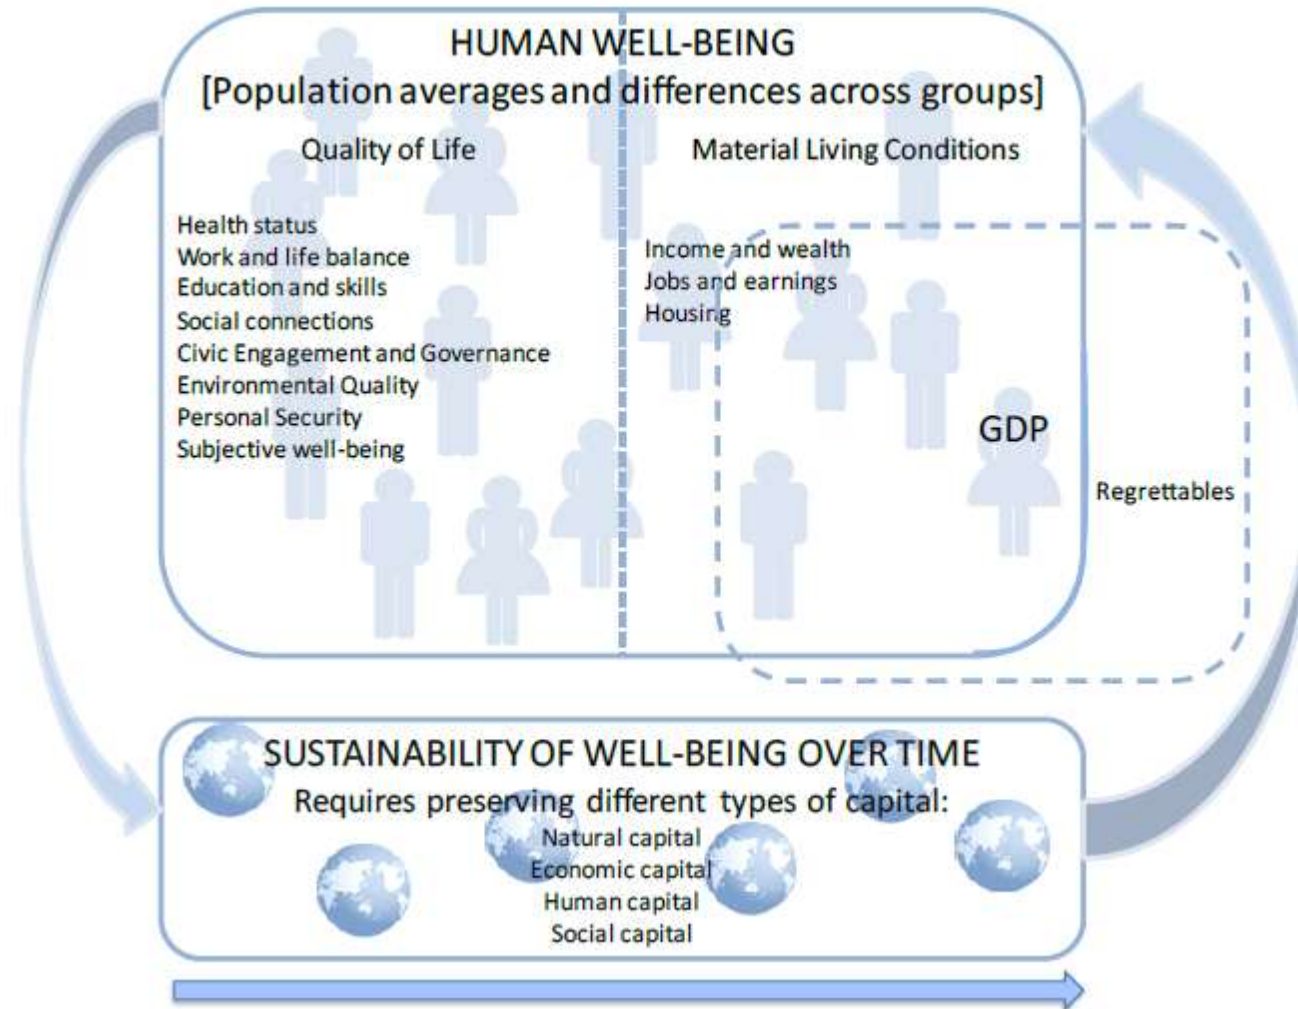 HUMAN WELL-BEING
[Population averages and differences across groups]
Quality of Life
Material Living Conditions
Health status
Work and life balance
Education and skills
Social connections
Civic Engagement and Governance
Environmental Quality
Personal Security
Subjective well-being
Income and wealth
Jobs and earnings
Housing
GDP
Regrettables
SUSTAINABILITY OF WELL-BEING OVER TIME
Requires preserving different types of capital:
Natural capital
Economic capital
Human capital
Social capital